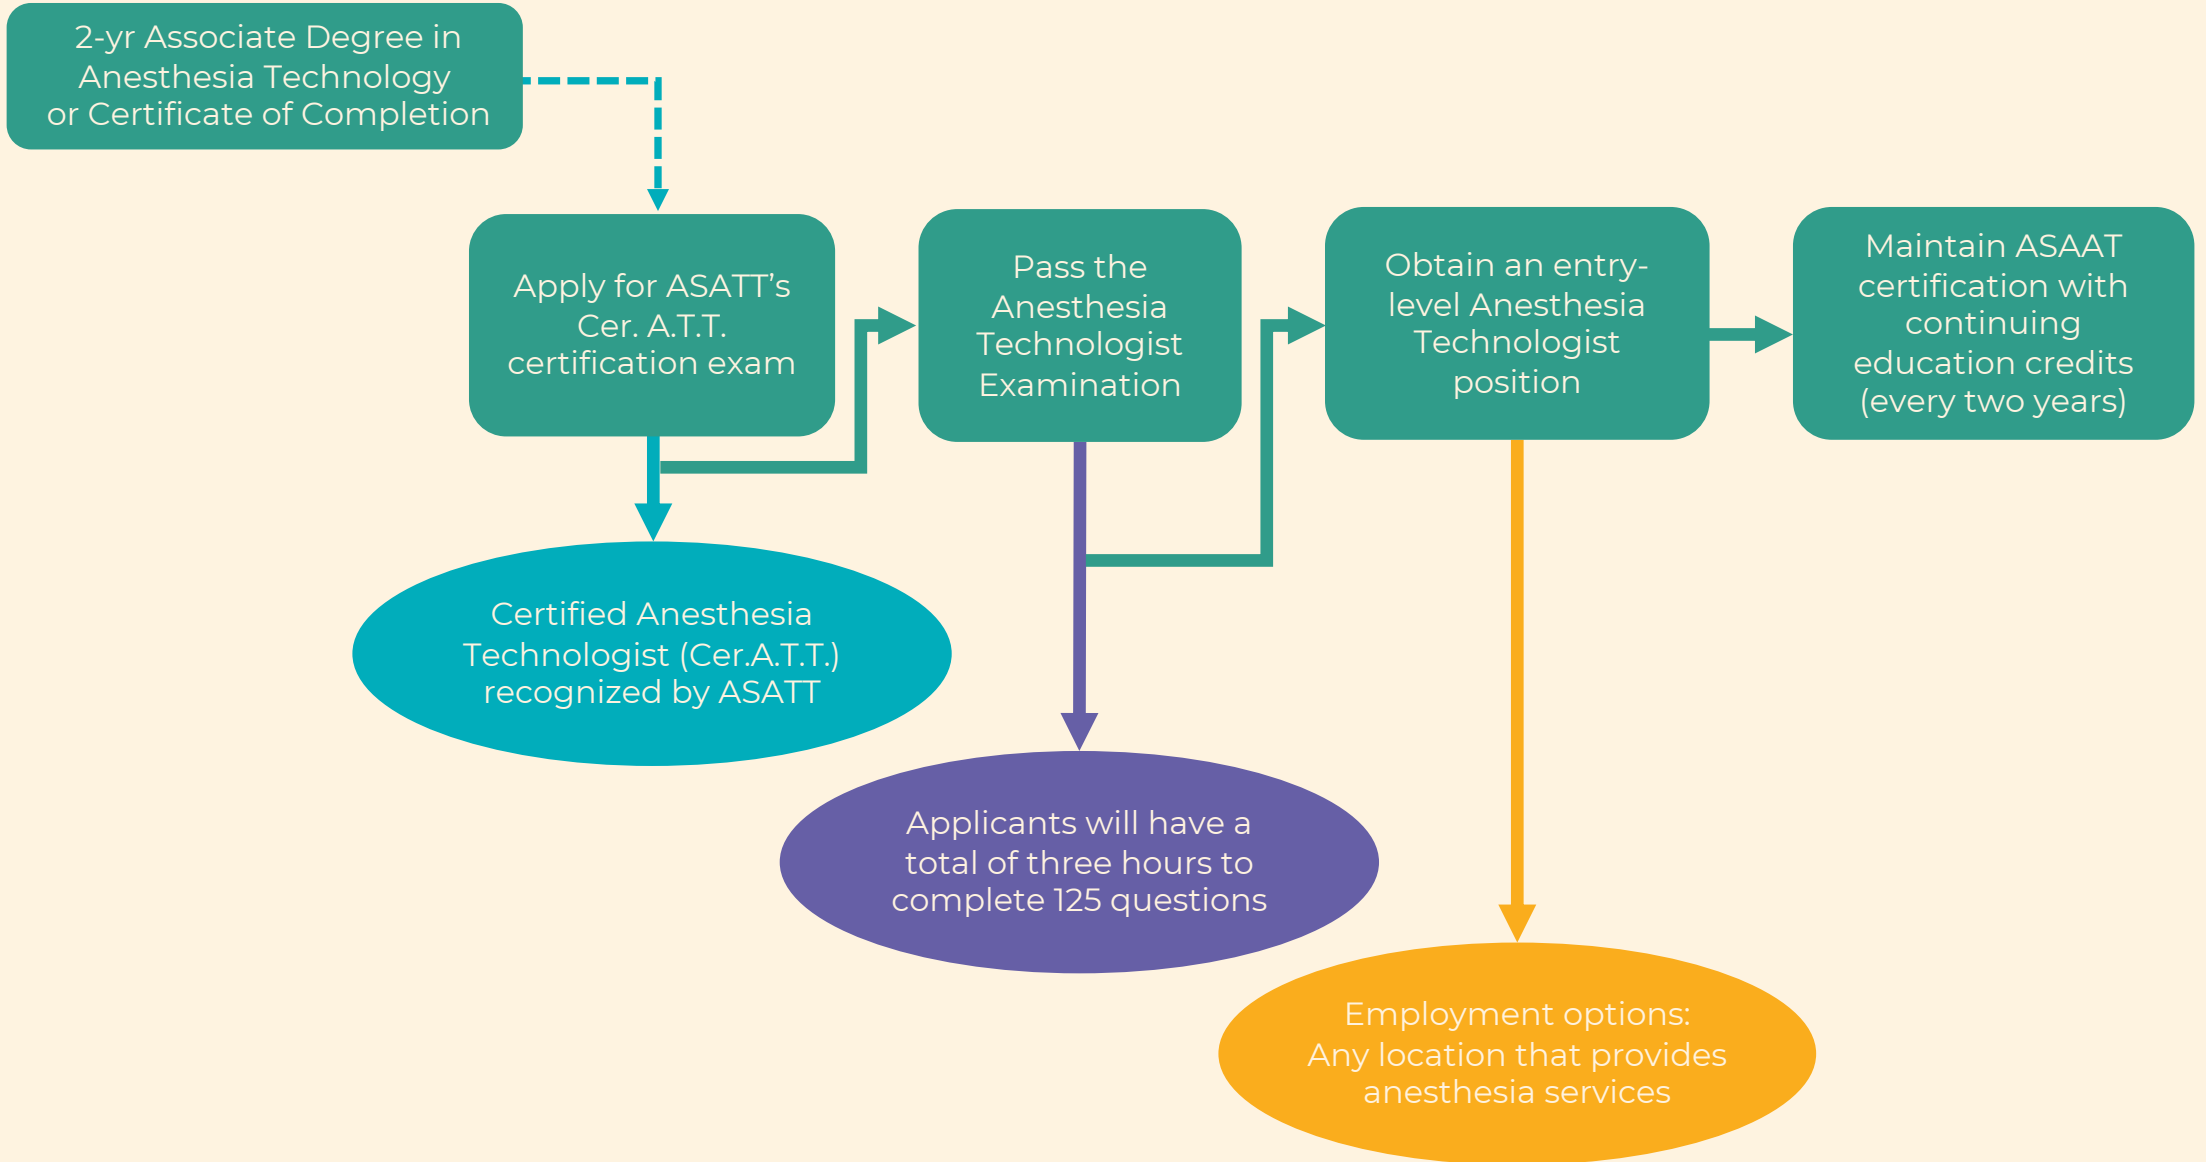 2-yr Associate Degree in
Anesthesia Technology
or Certificate of Completion
Apply for ASATT’s
Cer. A.T.T.
certification exam
Pass the
Anesthesia
Technologist
Examination
Obtain an entry-
level Anesthesia
Technologist
position
Maintain ASAAT
certification with
continuing
education credits
(every two years)
Certified Anesthesia
Technologist (Cer.A.T.T.)
recognized by ASATT
Applicants will have a
total of three hours to
complete 125 questions
Employment options:
Any location that provides
anesthesia services